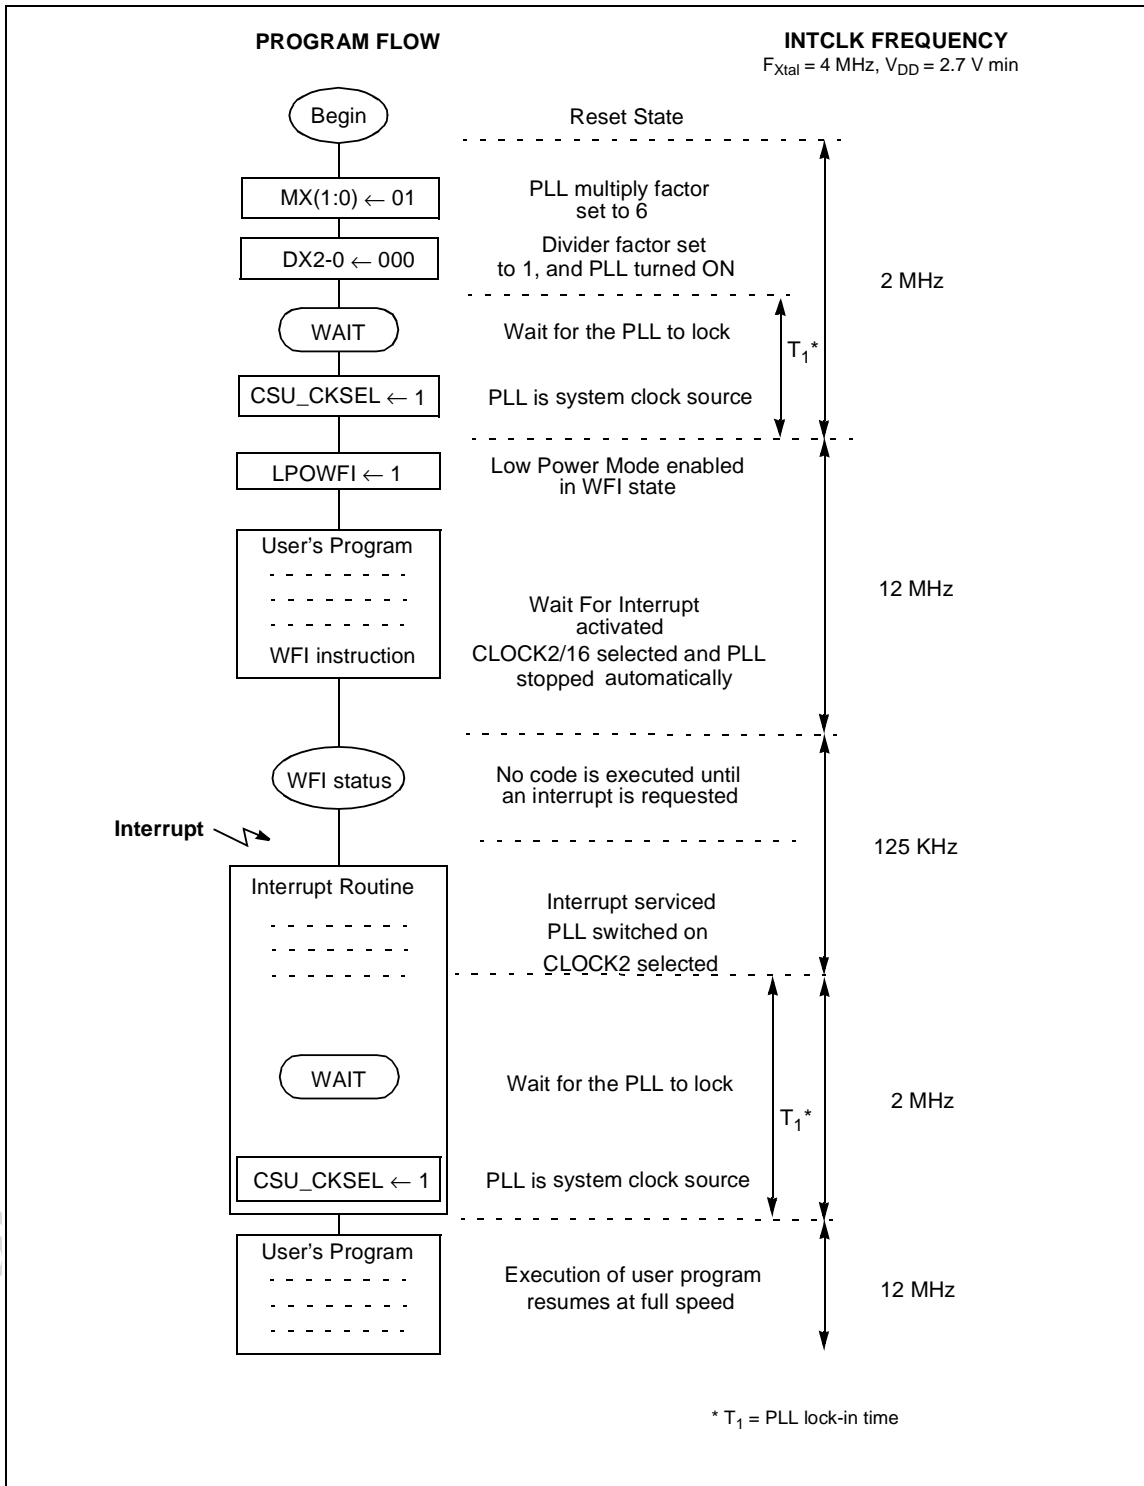 PROGRAM FLOW
INTCLK FREQUENCY
F_Xtal = 4 MHz, V_DD = 2.7 V min
Begin
Reset State
MX(1:0) ← 01
PLL multiply factor
set to 6
DX2-0 ← 000
Divider factor set
to 1, and PLL turned ON
2 MHz
WAIT
Wait for the PLL to lock
T_1*
CSU_CKSEL ← 1
PLL is system clock source
LPOWFI ← 1
Low Power Mode enabled
in WFI state
User's Program
WFI instruction
Wait For Interrupt
activated
CLOCK2/16 selected and PLL
stopped automatically
12 MHz
WFI status
No code is executed until
an interrupt is requested
Interrupt
125 KHz
Interrupt Routine
Interrupt serviced
PLL switched on
CLOCK2 selected
WAIT
Wait for the PLL to lock
T_1*
2 MHz
CSU_CKSEL ← 1
PLL is system clock source
User's Program
Execution of user program
resumes at full speed
12 MHz
* T_1 = PLL lock-in time